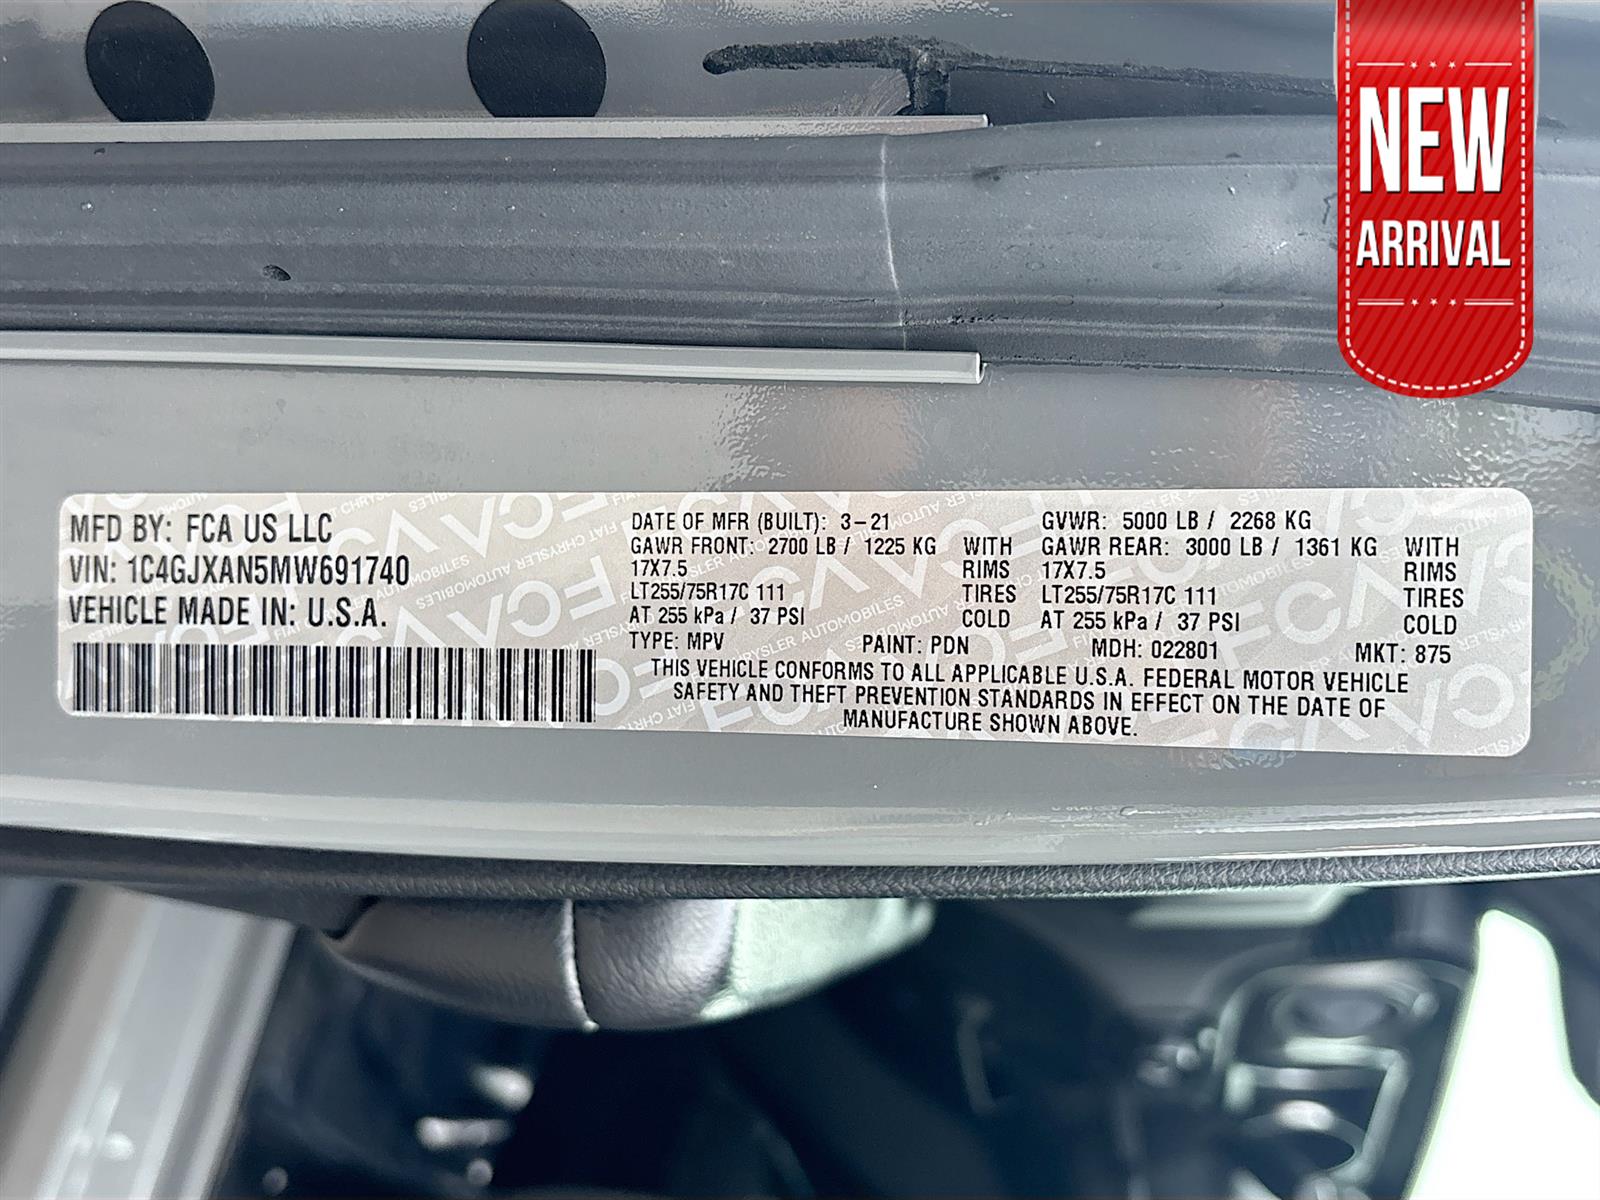 NEW
ARRIVAL
MFD BY: FCA US LLC
VIN: 1C4GJXAN5MW691740
VEHICLE MADE IN: U.S.A.
DATE OF MFR (BUILT): 3-21
GAWR FRONT: 2700 LB / 1225 KG WITH
17X7.5 RIMS
LT255/75R17C 111 TIRES
AT 255 kPa / 37 PSI COLD
GVWR: 5000 LB / 2268 KG
GAWR REAR: 3000 LB / 1361 KG WITH
17X7.5 RIMS
LT255/75R17C 111 TIRES
AT 255 kPa / 37 PSI COLD
TYPE: MPV PAINT: PDN MDH: 022801 MKT: 875
THIS VEHICLE CONFORMS TO ALL APPLICABLE U.S.A. FEDERAL MOTOR VEHICLE
SAFETY AND THEFT PREVENTION STANDARDS IN EFFECT ON THE DATE OF
MANUFACTURE SHOWN ABOVE.